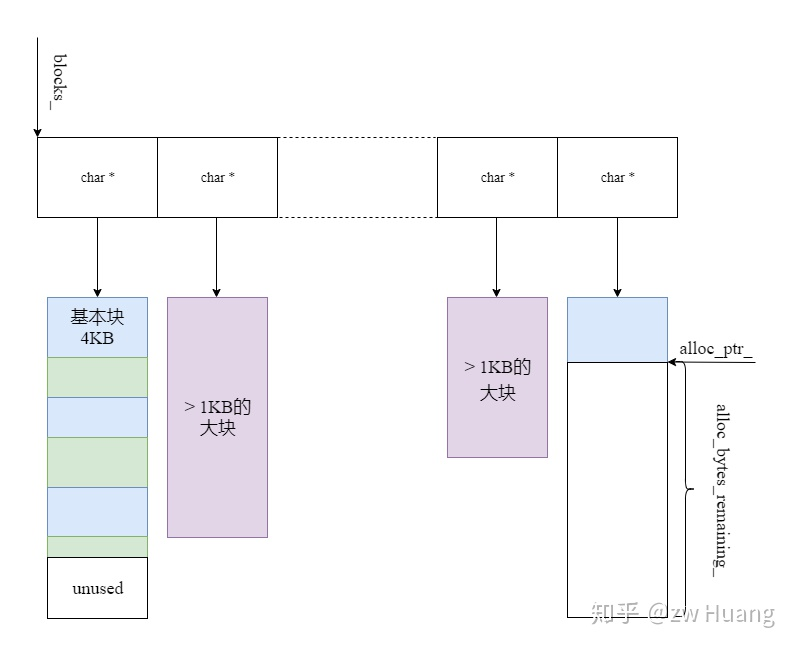 blocks_
char *
char *
char *
char *
基本块
4KB
> 1KB的
大块
> 1KB的
大块
alloc_ptr_
alloc_bytes_remaining_
unused
知乎 @zw Huang